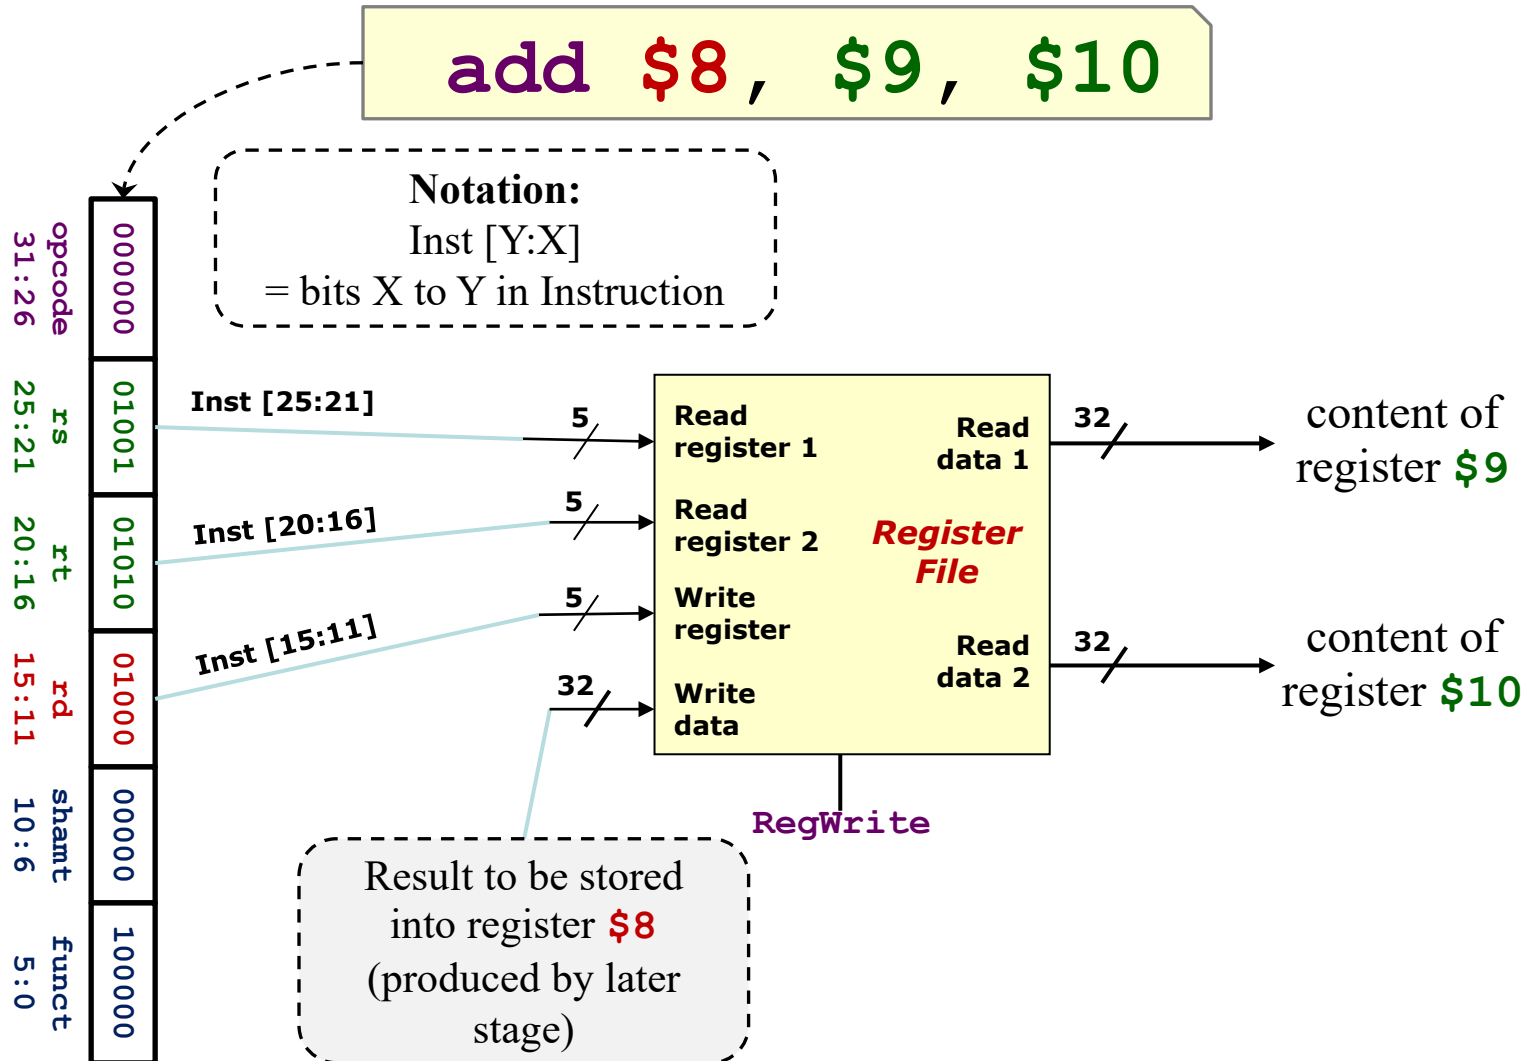 add $8, $9, $10
Notation:
Inst [Y:X]
= bits X to Y in Instruction
opcode
31:26
000000
rs
25:21
01001
rt
20:16
01010
rd
15:11
01000
shamt
10:6
00000
funct
5:0
100000
Inst [25:21]
5
Inst [20:16]
5
Inst [15:11]
5
32
Read
register 1
Read
register 2
Write
register
Write
data
Register
File
Read
data 1
Read
data 2
32
content of
register $9
32
content of
register $10
RegWrite
Result to be stored
into register $8
(produced by later
stage)